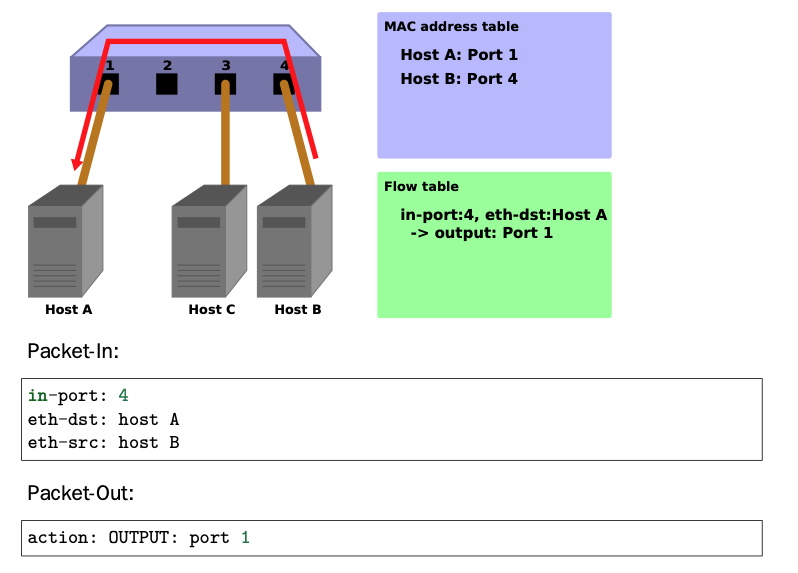 1 2 3 4
Host A
Host C
Host B
MAC address table
Host A: Port 1
Host B: Port 4
Flow table
in-port:4, eth-dst:Host A
-> output: Port 1
Packet-In:
in-port: 4
eth-dst: host A
eth-src: host B
Packet-Out:
action: OUTPUT: port 1